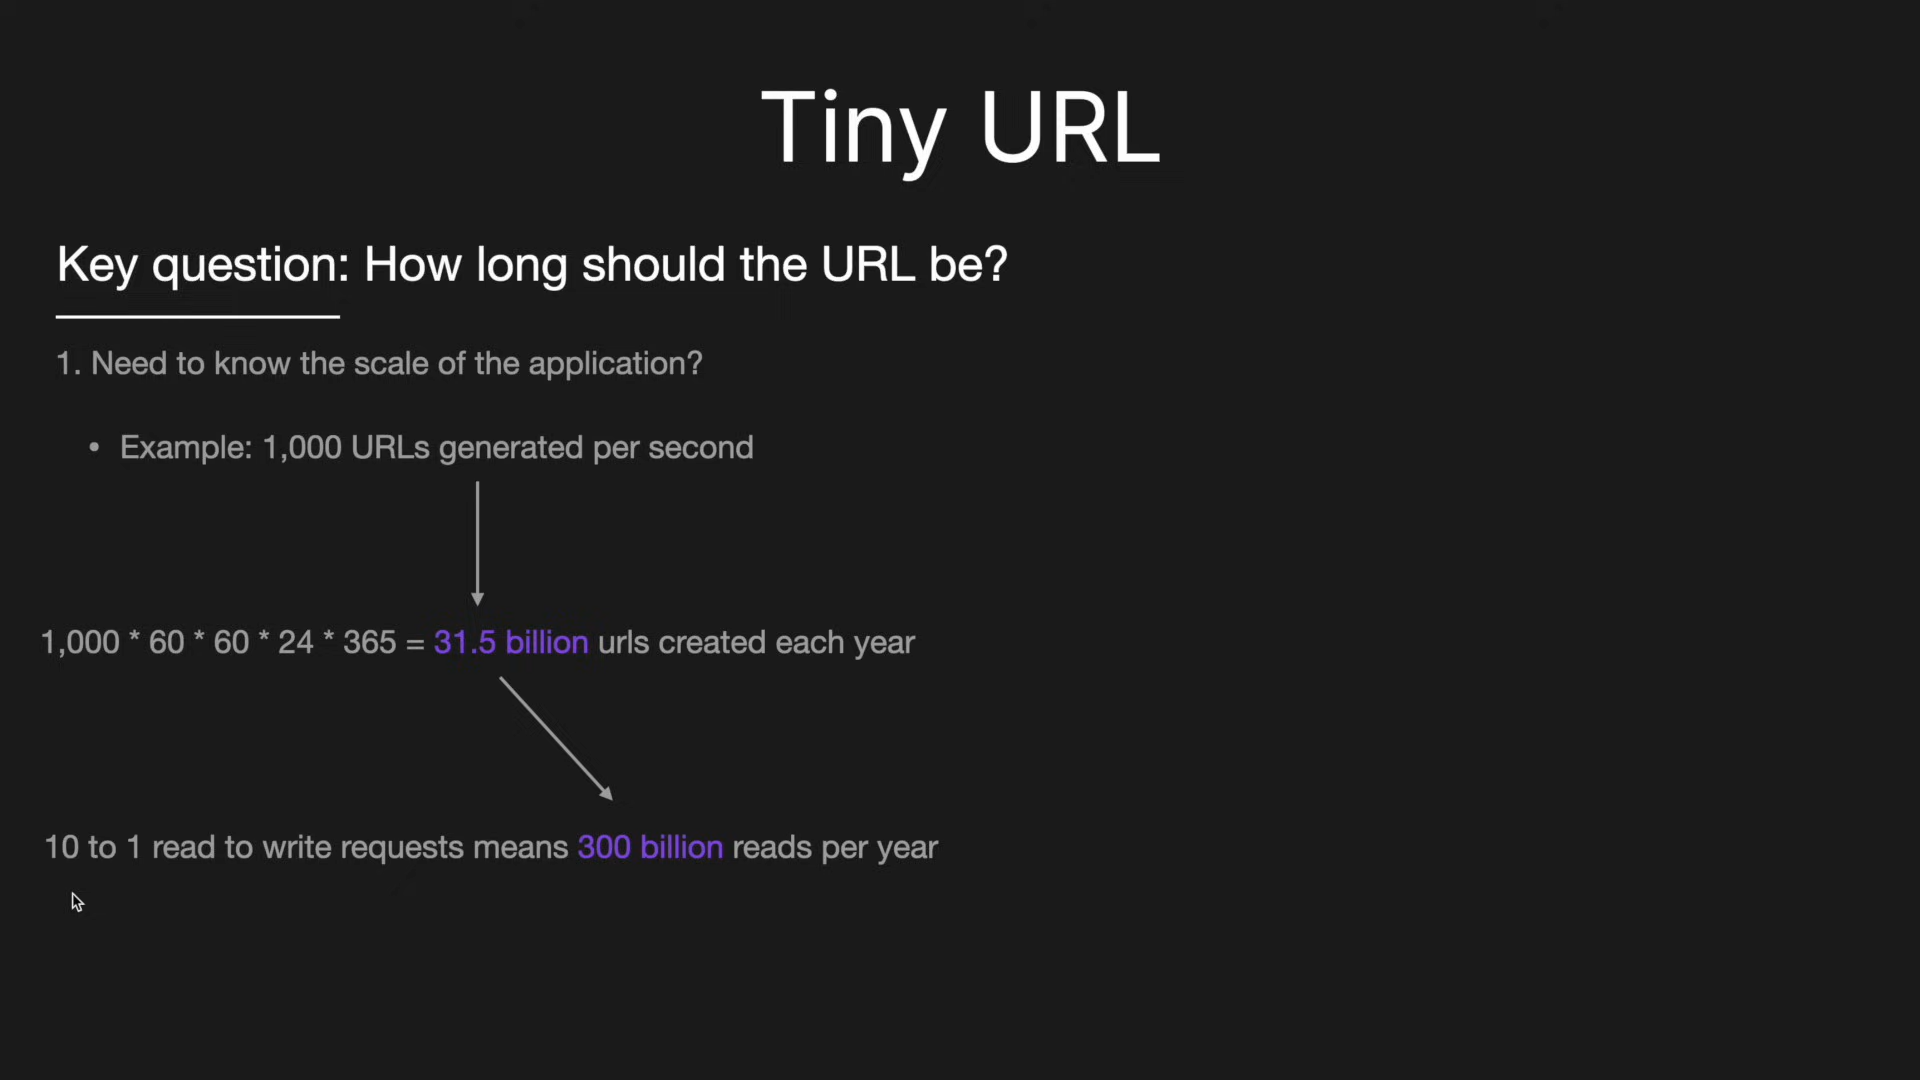 Tiny URL
Key question: How long should the URL be?
1. Need to know the scale of the application?
• Example: 1,000 URLs generated per second
1,000 * 60 * 60 * 24 * 365 = 31.5 billion urls created each year
10 to 1 read to write requests means 300 billion reads per year